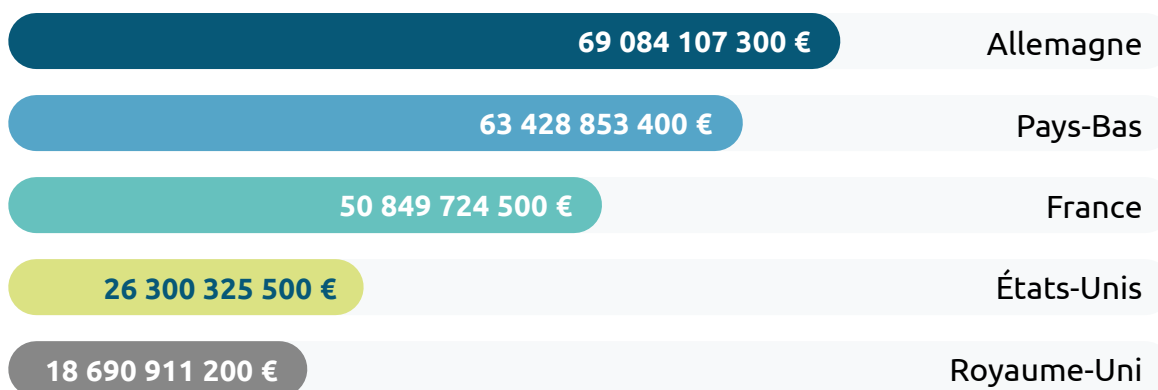 69 084 107 300 € Allemagne
63 428 853 400 € Pays-Bas
50 849 724 500 € France
26 300 325 500 € États-Unis
18 690 911 200 € Royaume-Uni